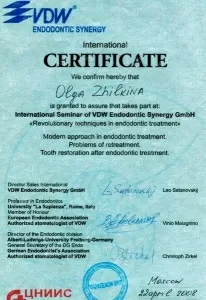 VDW
ENDODONTIC SYNERGY
International
CERTIFICATE
We confirm hereby that
Olga Zhilkina
is granted to assure that takes part at:
International Seminar of VDW Endodontic Synergy GmbH
«Revolutionary techniques in endodontic treatment»
Modern approach in endodontic treatment.
Problems of retreatment.
Tooth restoration after endodontic treatment.
Director Sales International
VDW Endodontic Synergy GmbH
Leo Satanovskij
Professor in Endodontics
University "La Sapienza", Rome, Italy
Member of Honour
European Endodontic Association
Authorized stomatologist of VDW
Vinio Malagnino
Director of the Endodontic division
Albert-Ludwigs-University Freiburg-Germany
General Secretary of the DG Endo
German Endodontist's Association
Authorized stomatologist of VDW
Christoph Zirkel
ЦНИИС
Moscow
22 april 2008